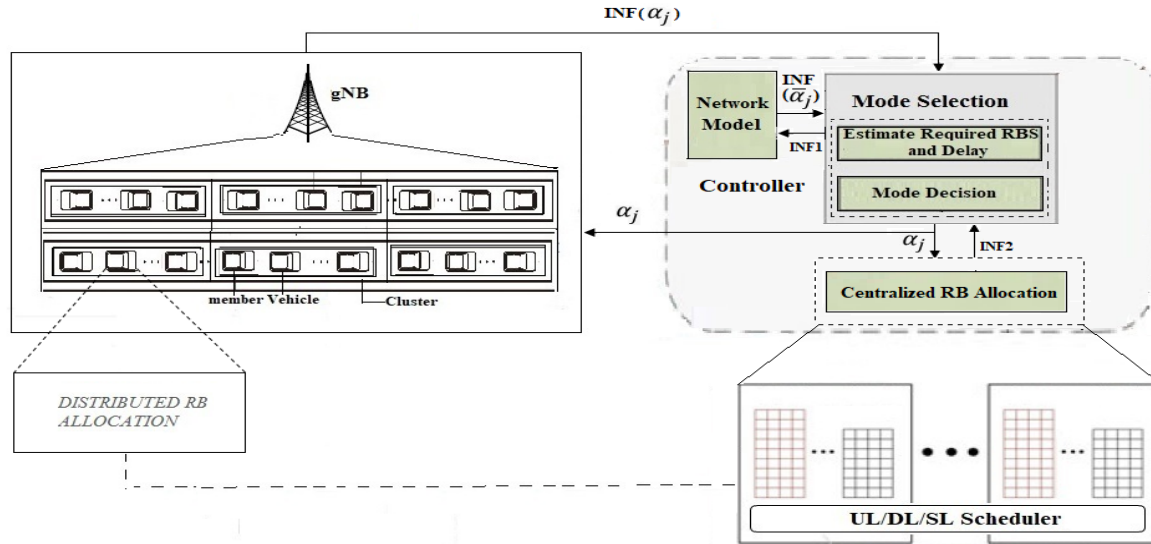 INF(αj)
gNB
member Vehicle
Cluster
DISTRIBUTED RB
ALLOCATION
αj
Network
Model
INF
(α̅j)
INF1
Controller
Mode Selection
Estimate Required RBS
and Delay
Mode Decision
αj
INF2
Centralized RB Allocation
UL/DL/SL Scheduler